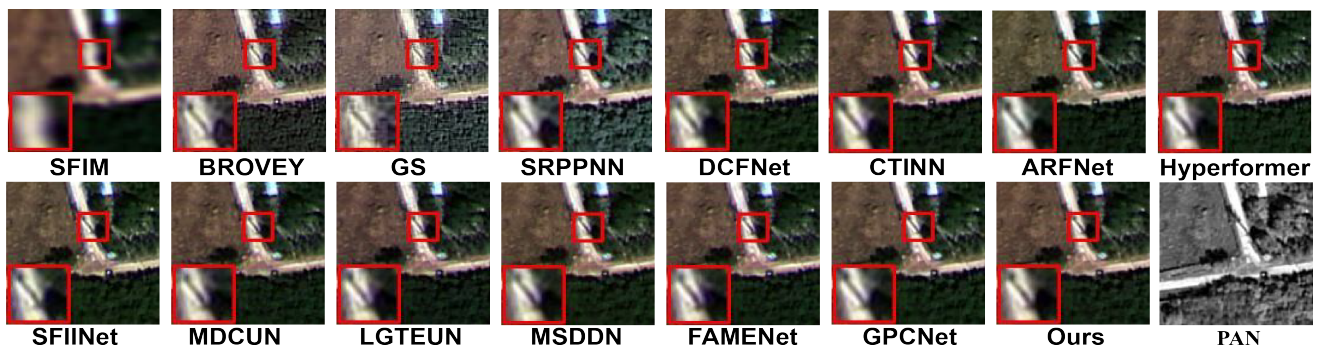 SFIM BROVEY GS SRPPNN DCFNet CTINN ARFNet Hyperformer
SFIINet MDCUN LGTEUN MSDDN FAMENet GPCNet Ours PAN